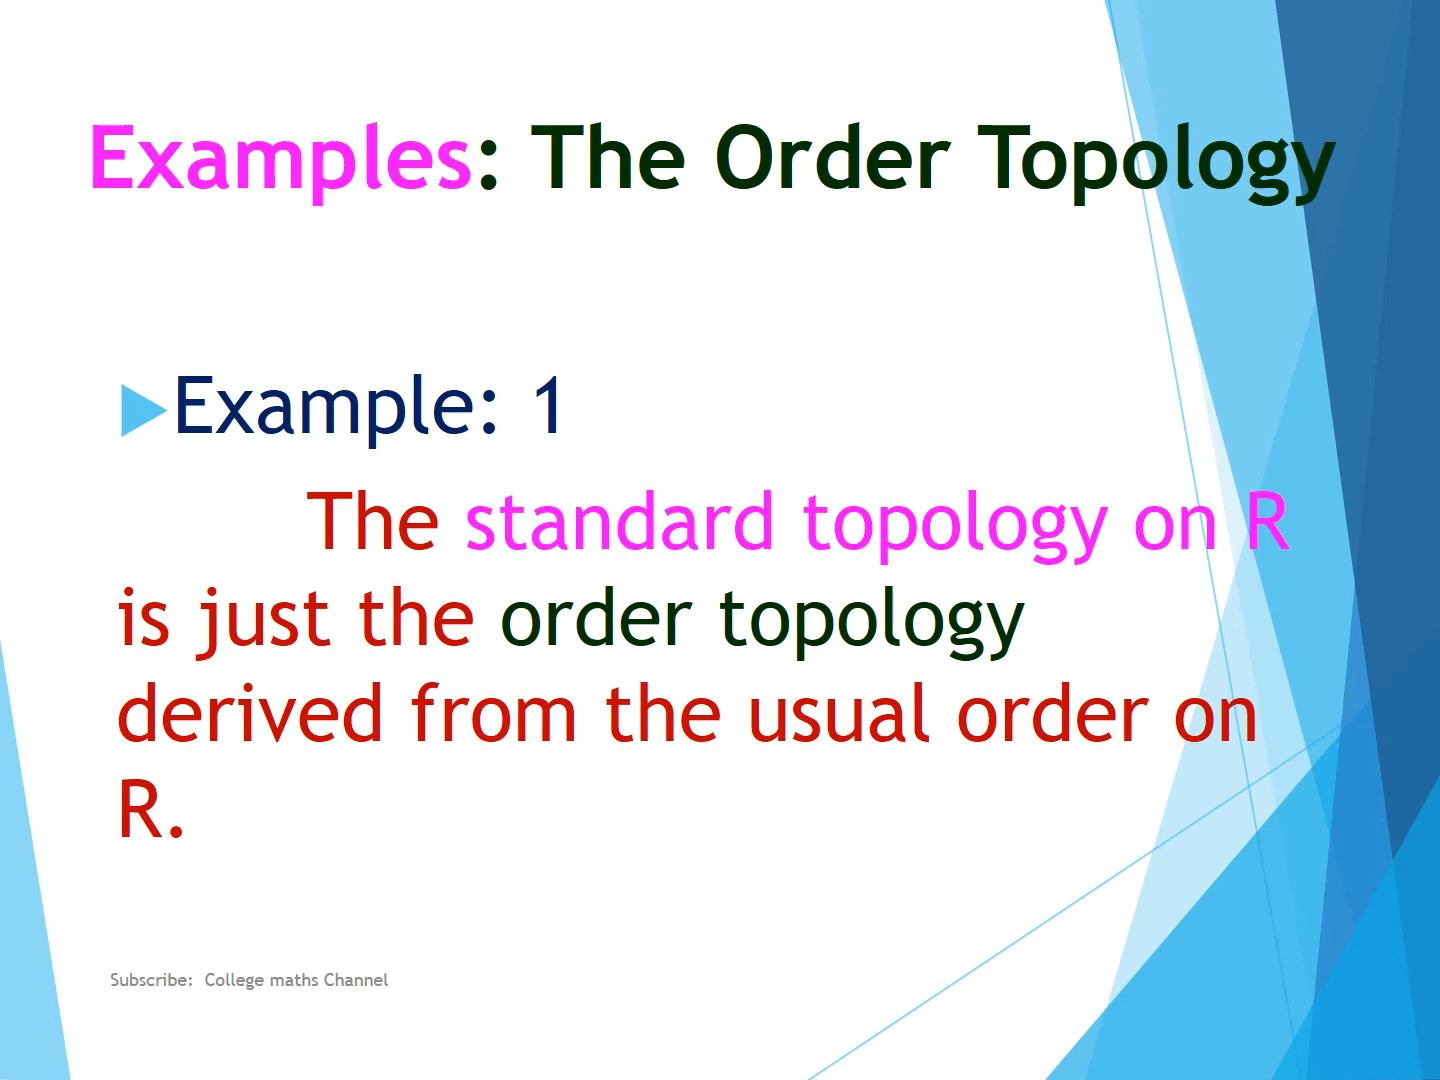 Examples: The Order Topology
Example: 1
The standard topology on R
is just the order topology
derived from the usual order on
R.
Subscribe: College maths Channel